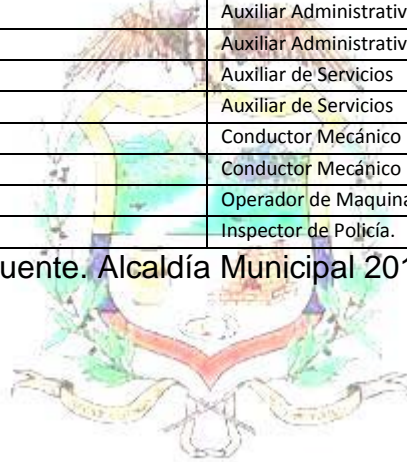 Auxiliar Administrativ
Auxiliar Administrativ
Auxiliar de Servicios
Auxiliar de Servicios
Conductor Mecánico
Conductor Mecánico
Operador de Maquina
Inspector de Policía.
uente. Alcaldía Municipal 201